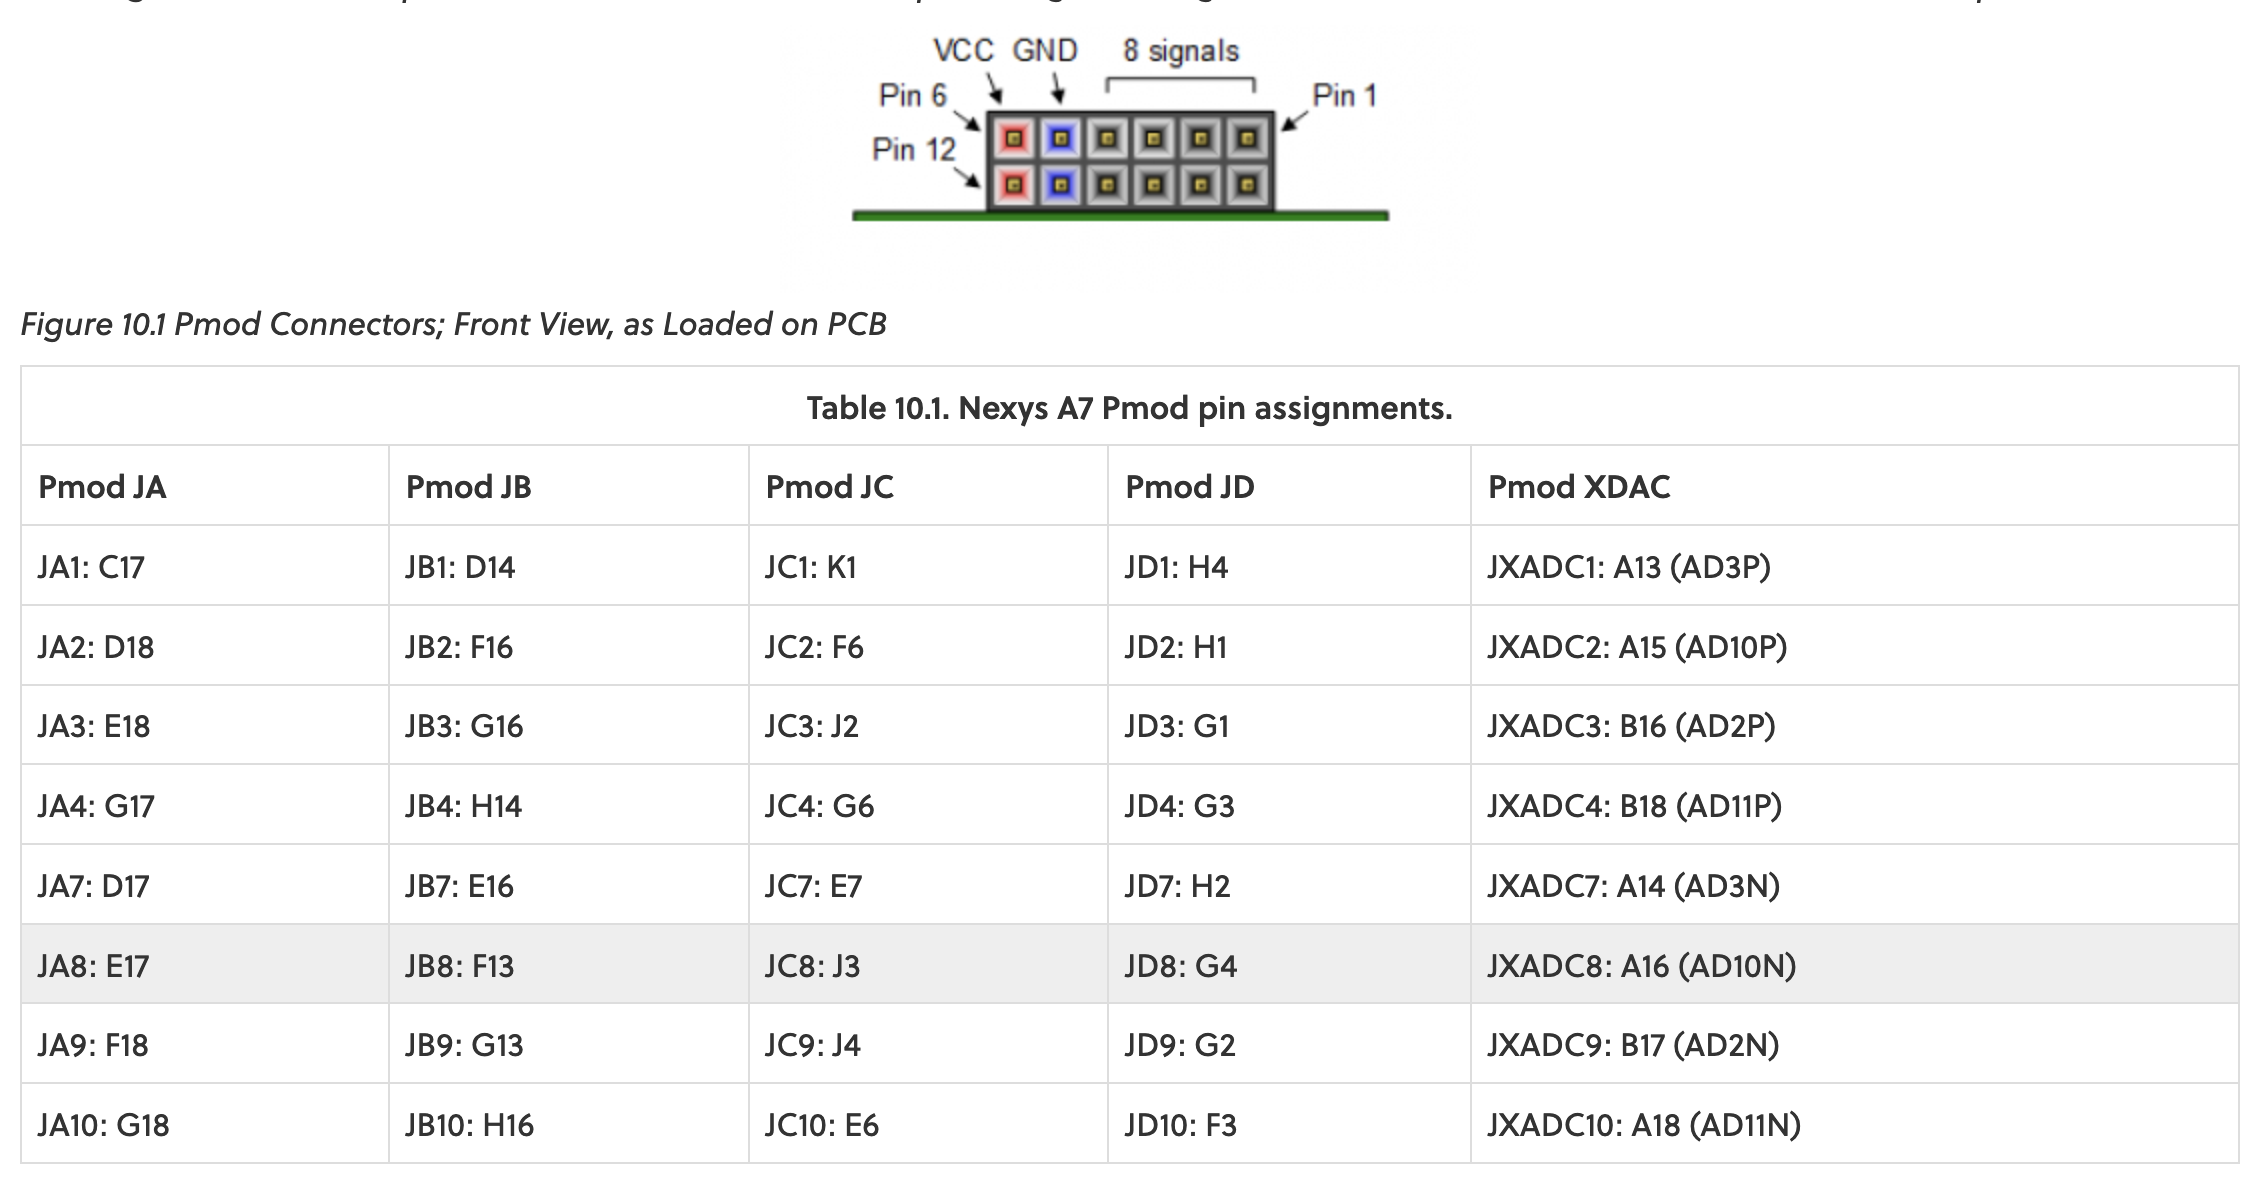 VCC GND 8 signals
Pin 6 Pin 1
Pin 12
Figure 10.1 Pmod Connectors; Front View, as Loaded on PCB
Table 10.1. Nexys A7 Pmod pin assignments.
Pmod JA Pmod JB Pmod JC Pmod JD Pmod XDAC
JA1: C17 JB1: D14 JC1: K1 JD1: H4 JXADC1: A13 (AD3P)
JA2: D18 JB2: F16 JC2: F6 JD2: H1 JXADC2: A15 (AD10P)
JA3: E18 JB3: G16 JC3: J2 JD3: G1 JXADC3: B16 (AD2P)
JA4: G17 JB4: H14 JC4: G6 JD4: G3 JXADC4: B18 (AD11P)
JA7: D17 JB7: E16 JC7: E7 JD7: H2 JXADC7: A14 (AD3N)
JA8: E17 JB8: F13 JC8: J3 JD8: G4 JXADC8: A16 (AD10N)
JA9: F18 JB9: G13 JC9: J4 JD9: G2 JXADC9: B17 (AD2N)
JA10: G18 JB10: H16 JC10: E6 JD10: F3 JXADC10: A18 (AD11N)